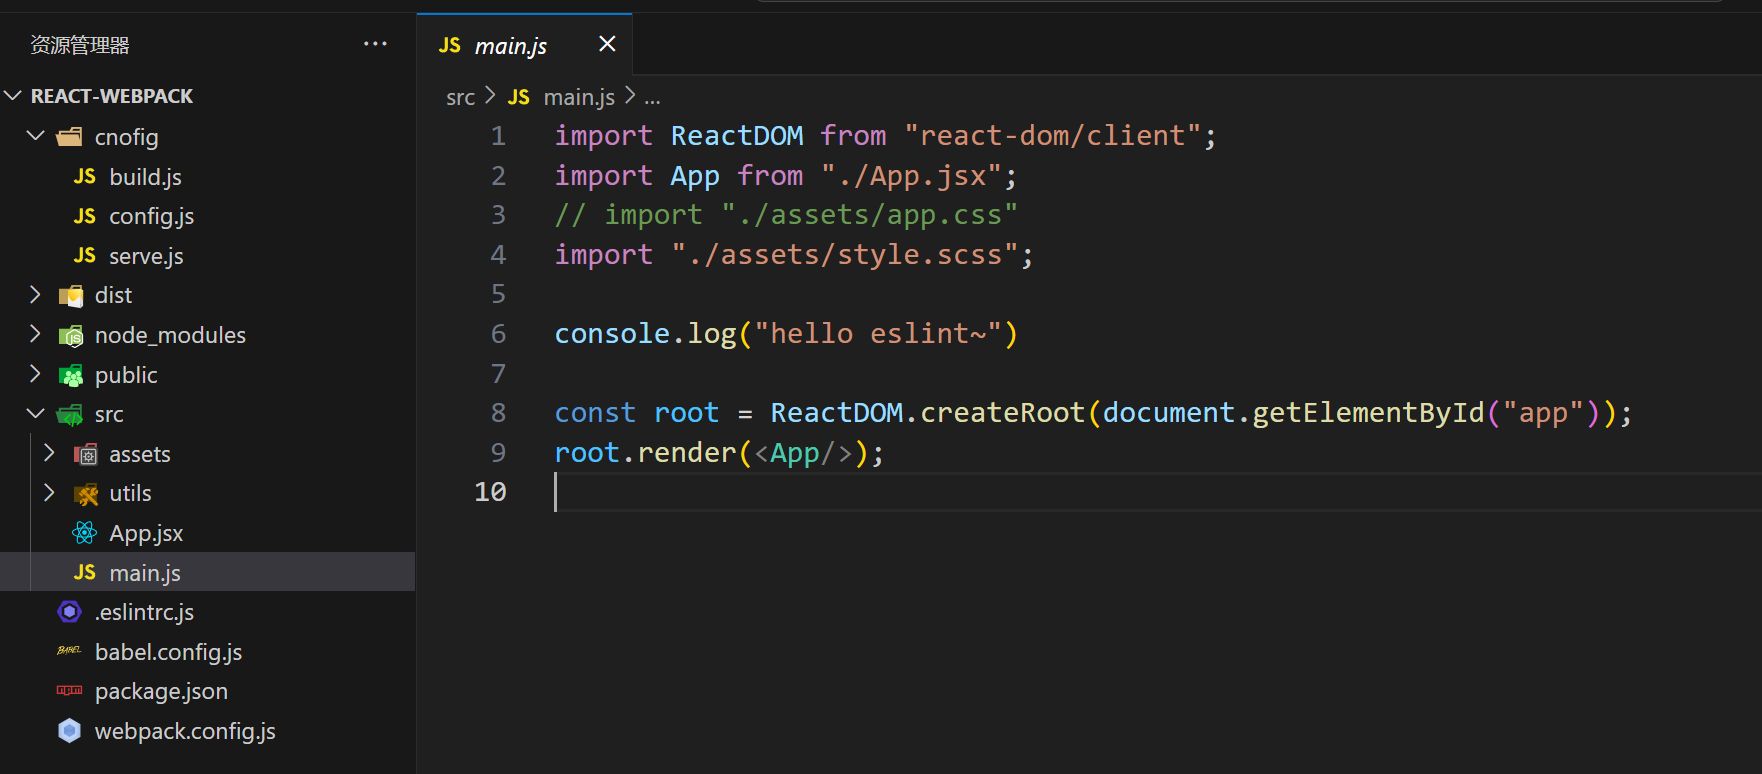 资源管理器 ···
REACT-WEBPACK
cnofig
JS build.js
JS config.js
JS serve.js
dist
node_modules
public
src
assets
utils
App.jsx
JS main.js
.eslintrc.js
BABEL babel.config.js
npm package.json
webpack.config.js
JS main.js ×
src > JS main.js > ...
1 import ReactDOM from "react-dom/client";
2 import App from "./App.jsx";
3 // import "./assets/app.css"
4 import "./assets/style.scss";
5
6 console.log("hello eslint~")
7
8 const root = ReactDOM.createRoot(document.getElementById("app"));
9 root.render(<App/>);
10